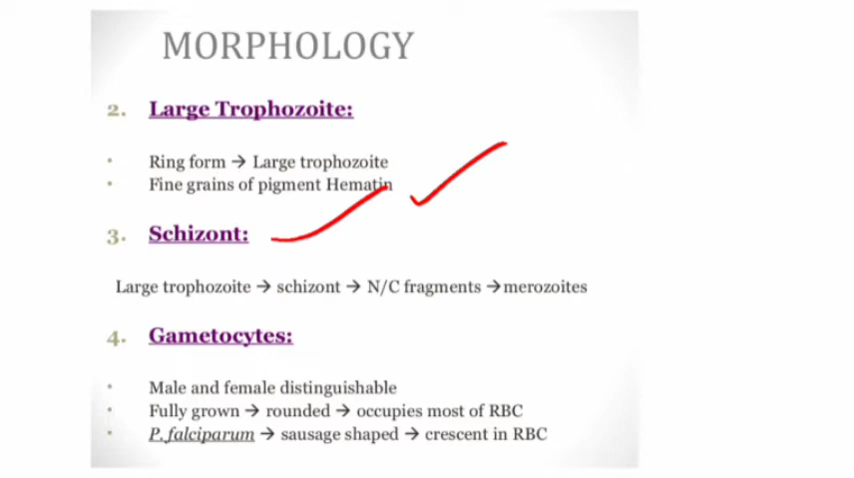 MORPHOLOGY
2. Large Trophozoite:
• Ring form → Large trophozoite
• Fine grains of pigment Hematin
3. Schizont:
Large trophozoite → schizont → N/C fragments →merozoites
4. Gametocytes:
• Male and female distinguishable
• Fully grown → rounded → occupies most of RBC
• P. falciparum → sausage shaped → crescent in RBC